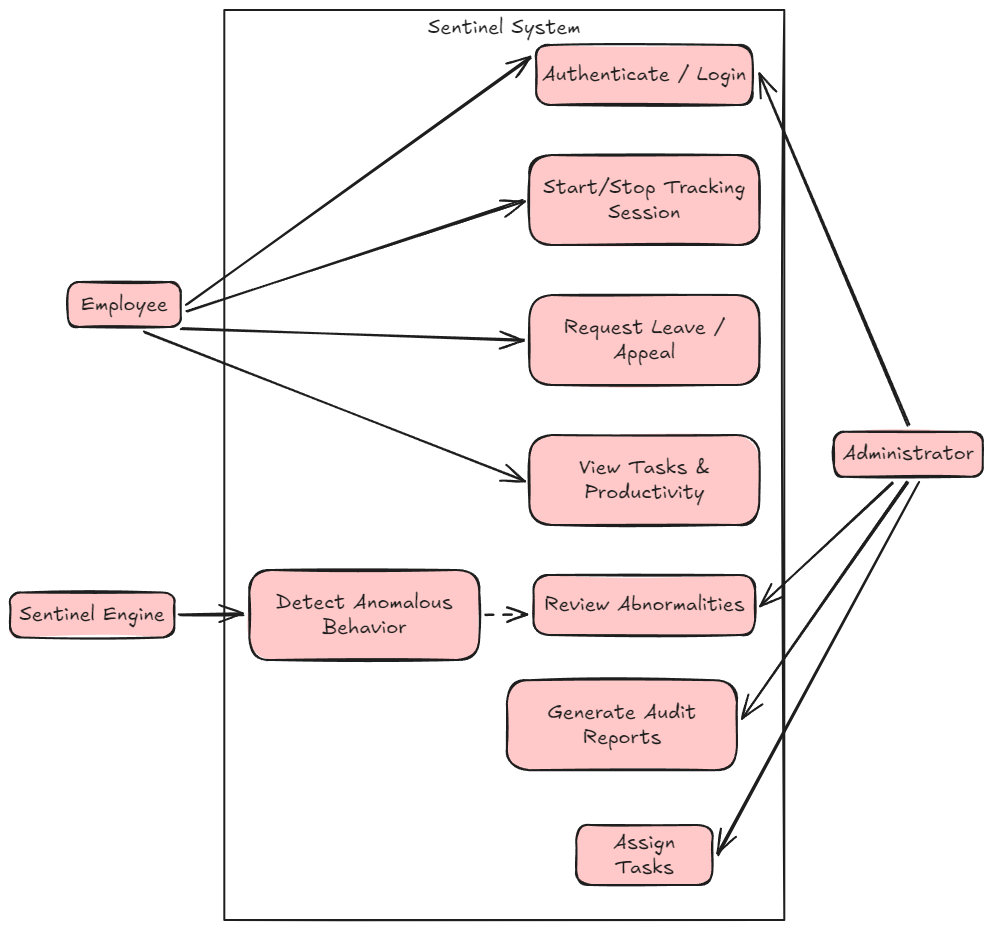 Sentinel System
Authenticate / Login
Start/Stop Tracking
Session
Employee
Request Leave /
Appeal
Administrator
View Tasks &
Productivity
Sentinel Engine
Detect Anomalous
Behavior
Review Abnormalities
Generate Audit
Reports
Assign
Tasks